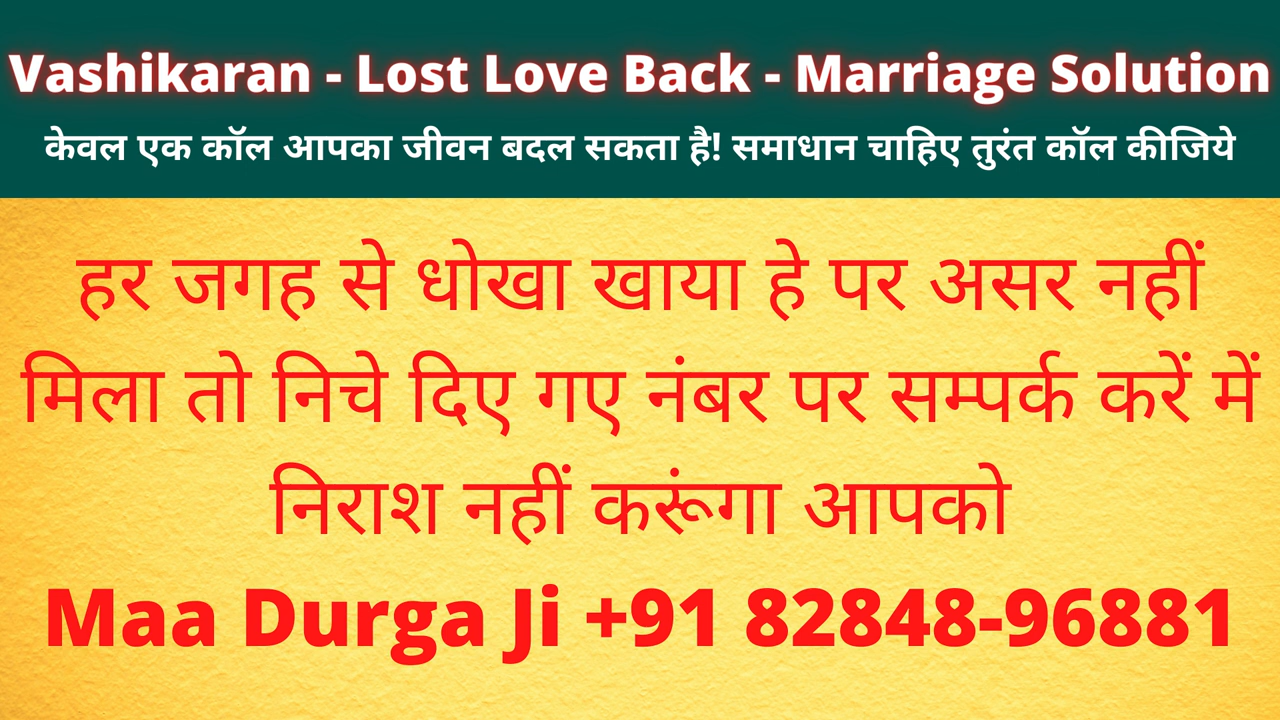 Vashikaran - Lost Love Back - Marriage Solution
केवल एक कॉल आपका जीवन बदल सकता है! समाधान चाहिए तुरंत कॉल कीजिये
हर जगह से धोखा खाया हे पर असर नहीं
मिला तो निचे दिए गए नंबर पर सम्पर्क करें में
निराश नहीं करूंगा आपको
Maa Durga Ji +91 82848-96881